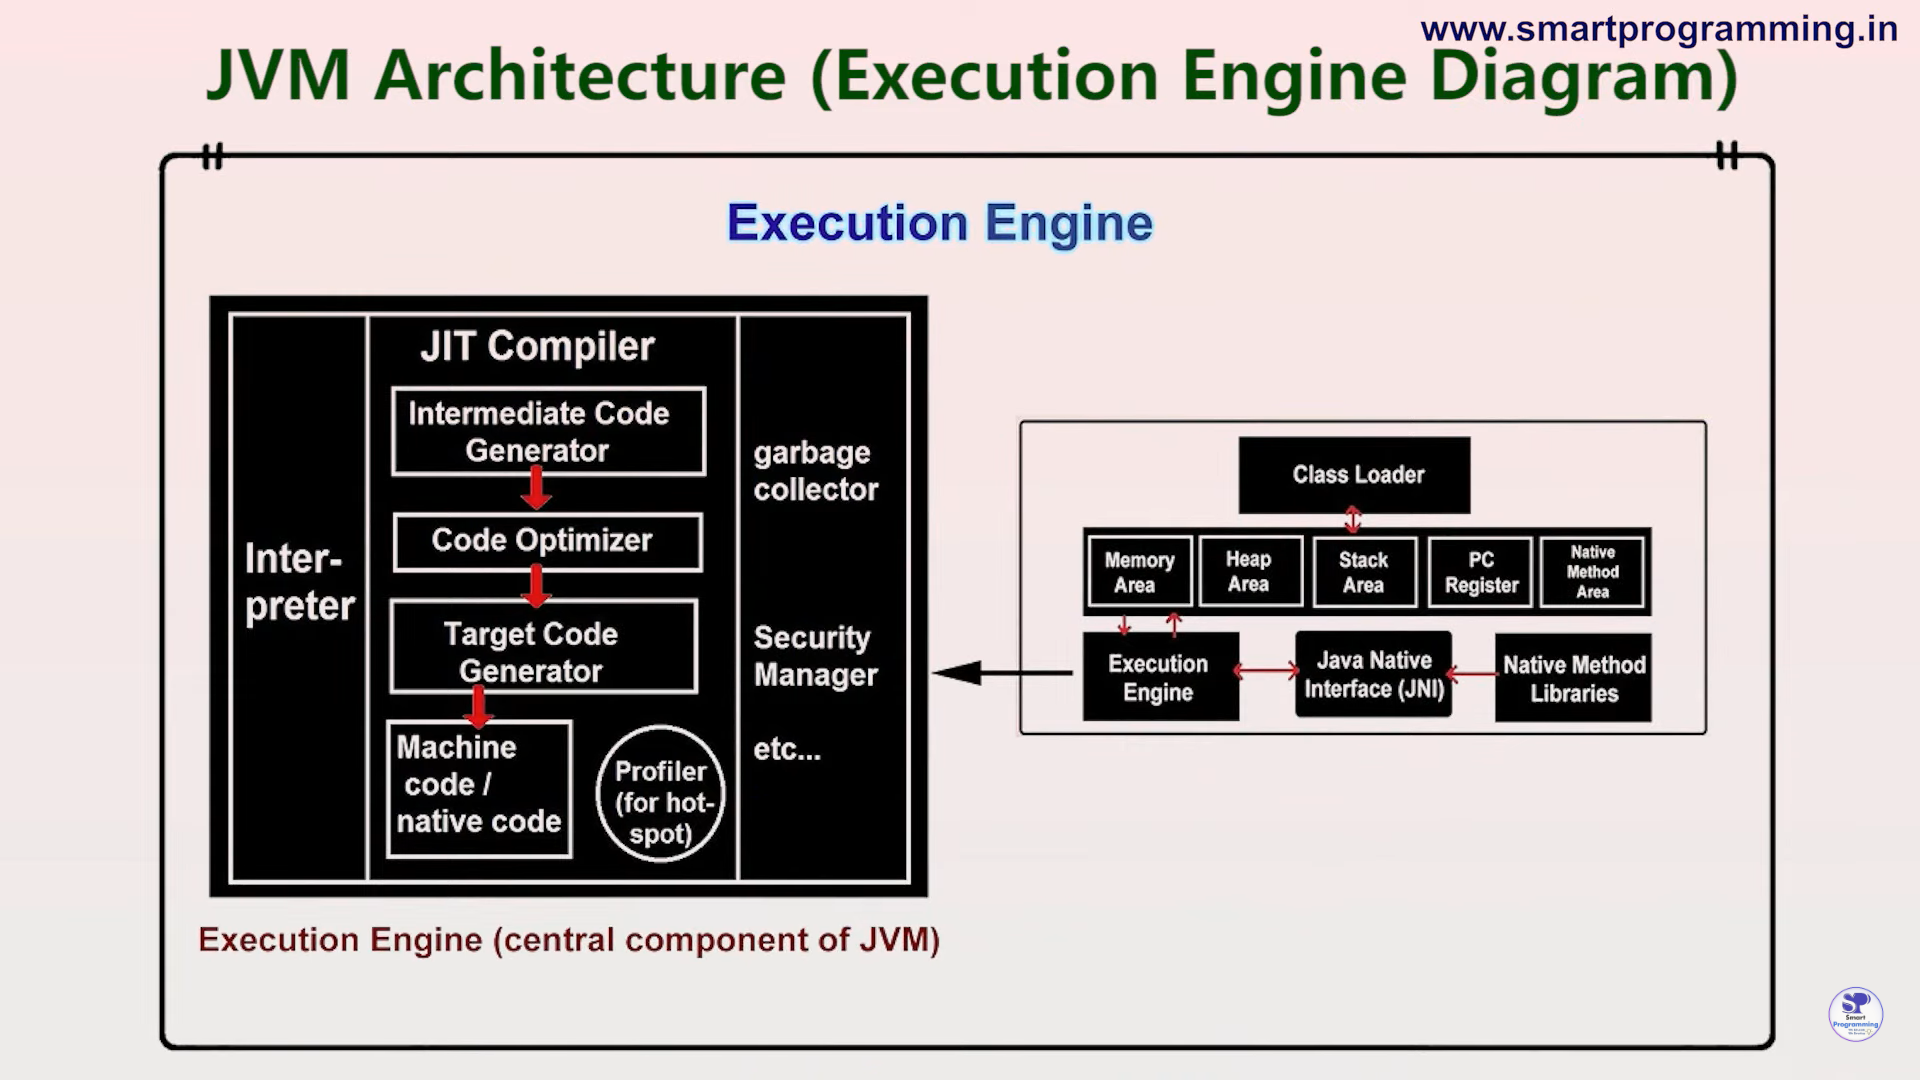 www.smartprogramming.in
JVM Architecture (Execution Engine Diagram)
Execution Engine
Inter-
preter
JIT Compiler
Intermediate Code
Generator
Code Optimizer
Target Code
Generator
Machine
code /
native code
Profiler
(for hot-
spot)
garbage
collector
Security
Manager
etc...
Class Loader
Memory
Area
Heap
Area
Stack
Area
PC
Register
Native
Method
Area
Execution
Engine
Java Native
Interface (JNI)
Native Method
Libraries
Execution Engine (central component of JVM)
SP
Smart
Programming